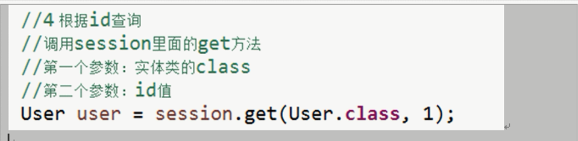 //4 根据id查询
//调用session里面的get方法
//第一个参数：实体类的class
//第二个参数：id值
User user = session.get(User.class, 1);